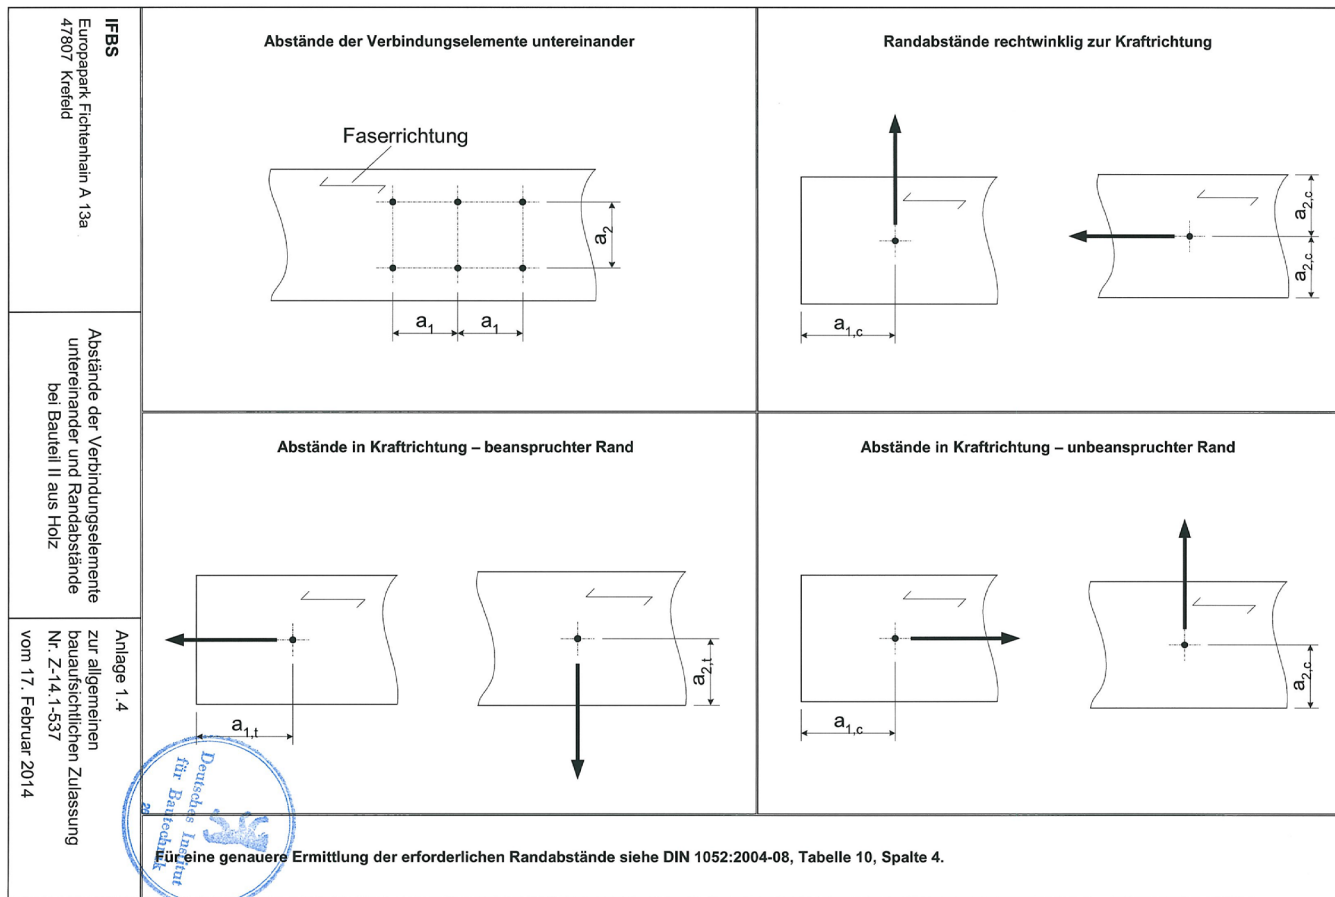 IFBS
Europapark Fichtenhain A 13a
47807 Krefeld
Abstände der Verbindungselemente
untereinander und Randabstände
bei Bauteil II aus Holz
Anlage 1.4
zur allgemeinen
bauaufsichtlichen Zulassung
Nr. Z-14.1-537
vom 17. Februar 2014
Abstände der Verbindungselemente untereinander
Faserrichtung
a2
a1 a1
Randabstände rechtwinklig zur Kraftrichtung
a1,c
a2,c
a2,c
Abstände in Kraftrichtung – beanspruchter Rand
a1,t
a2,t
Abstände in Kraftrichtung – unbeanspruchter Rand
a1,c
a2,c
Für eine genauere Ermittlung der erforderlichen Randabstände siehe DIN 1052:2004-08, Tabelle 10, Spalte 4.
Deutsches Institut
für Bautechnik
20